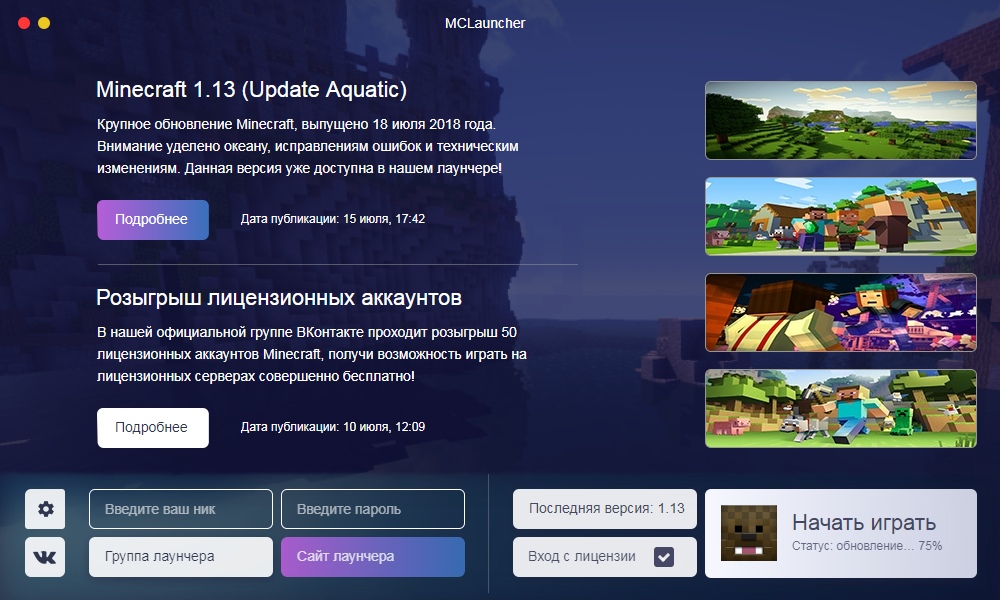 MCLauncher
Minecraft 1.13 (Update Aquatic)
Крупное обновление Minecraft, выпущено 18 июля 2018 года.
Внимание уделено океану, исправлениям ошибок и техническим
изменениям. Данная версия уже доступна в нашем лаунчере!
Подробнее
Дата публикации: 15 июля, 17:42
Розыгрыш лицензионных аккаунтов
В нашей официальной группе ВКонтакте проходит розыгрыш 50
лицензионных аккаунтов Minecraft, получи возможность играть на
лицензионных серверах совершенно бесплатно!
Подробнее
Дата публикации: 10 июля, 12:09
Введите ваш ник
Введите пароль
Группа лаунчера
Сайт лаунчера
Последняя версия: 1.13
Вход с лицензии
Начать играть
Статус: обновление... 75%